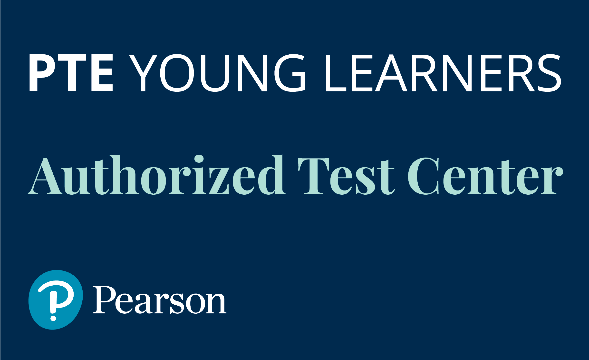 PTE YOUNG LEARNERS
Authorized Test Center
Pearson